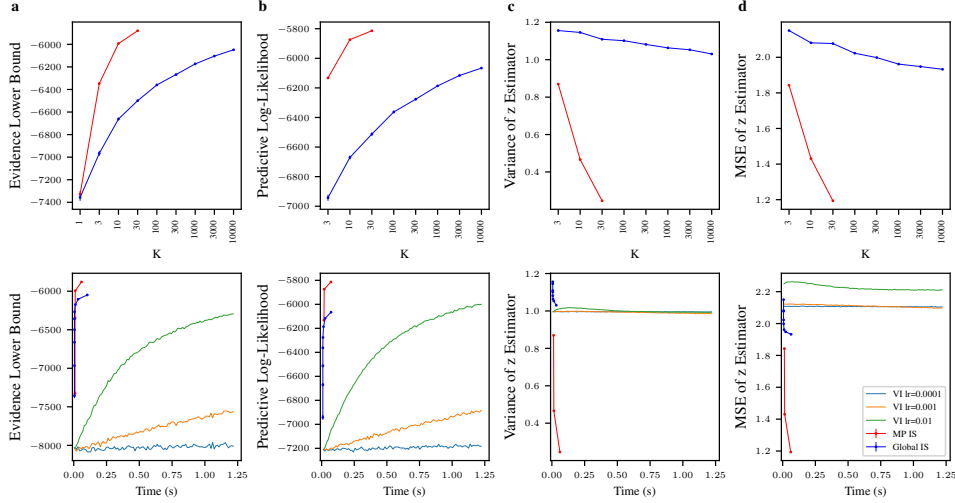 a
b
c
d
Evidence Lower Bound
−6000
−6200
−6400
−6600
−6800
−7000
−7200
−7400
1
3
10
30
100
300
1000
3000
10000
K
Predictive Log-Likelihood
−5800
−6000
−6200
−6400
−6600
−6800
−7000
3
10
30
100
300
1000
3000
10000
K
Variance of z Estimator
1.2
1.0
0.8
0.6
0.4
3
10
30
100
300
1000
3000
10000
K
MSE of z Estimator
2.0
1.8
1.6
1.4
1.2
3
10
30
100
300
1000
3000
10000
K
Evidence Lower Bound
−6000
−6500
−7000
−7500
−8000
0.00 0.25 0.50 0.75 1.00 1.25
Time (s)
Predictive Log-Likelihood
−5800
−6000
−6200
−6400
−6600
−6800
−7000
−7200
0.00 0.25 0.50 0.75 1.00 1.25
Time (s)
Variance of z Estimator
1.2
1.0
0.8
0.6
0.4
0.00 0.25 0.50 0.75 1.00 1.25
Time (s)
MSE of z Estimator
2.2
2.0
1.8
1.6
1.4
1.2
0.00 0.25 0.50 0.75 1.00 1.25
Time (s)
VI lr=0.0001
VI lr=0.001
VI lr=0.01
MP IS
Global IS